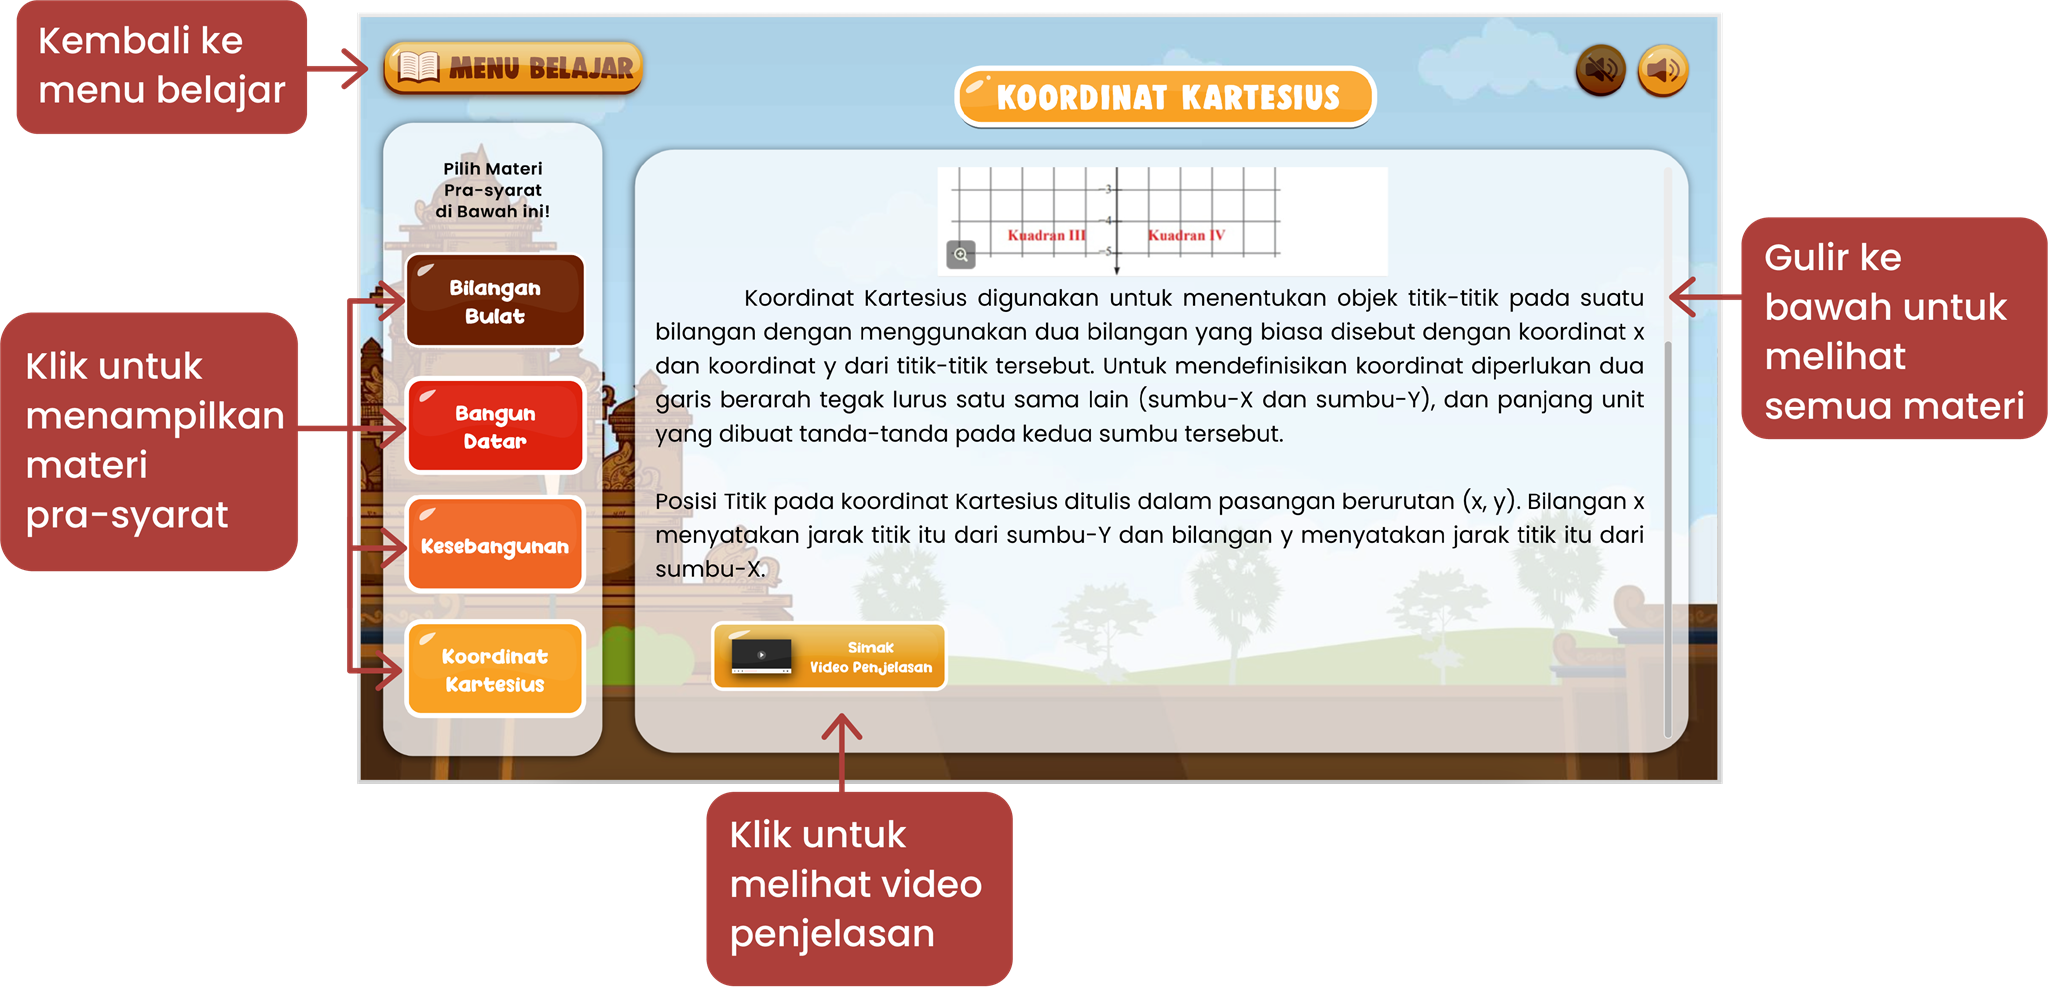 Kembali ke
menu belajar
MENU BELAJAR
KOORDINAT KARTESIUS
Pilih Materi
Pra-syarat
di Bawah ini!
Bilangan
Bulat
Bangun
Datar
Kesebangunan
Koordinat
Kartesius
Klik untuk
menampilkan
materi
pra-syarat
-3
-4
Kuadran III
Kuadran IV
-5
Koordinat Kartesius digunakan untuk menentukan objek titik-titik pada suatu
bilangan dengan menggunakan dua bilangan yang biasa disebut dengan koordinat x
dan koordinat y dari titik-titik tersebut. Untuk mendefinisikan koordinat diperlukan dua
garis berarah tegak lurus satu sama lain (sumbu-X dan sumbu-Y), dan panjang unit
yang dibuat tanda-tanda pada kedua sumbu tersebut.
Posisi Titik pada koordinat Kartesius ditulis dalam pasangan berurutan (x, y). Bilangan x
menyatakan jarak titik itu dari sumbu-Y dan bilangan y menyatakan jarak titik itu dari
sumbu-X.
Simak
Video Penjelasan
Gulir ke
bawah untuk
melihat
semua materi
Klik untuk
melihat video
penjelasan